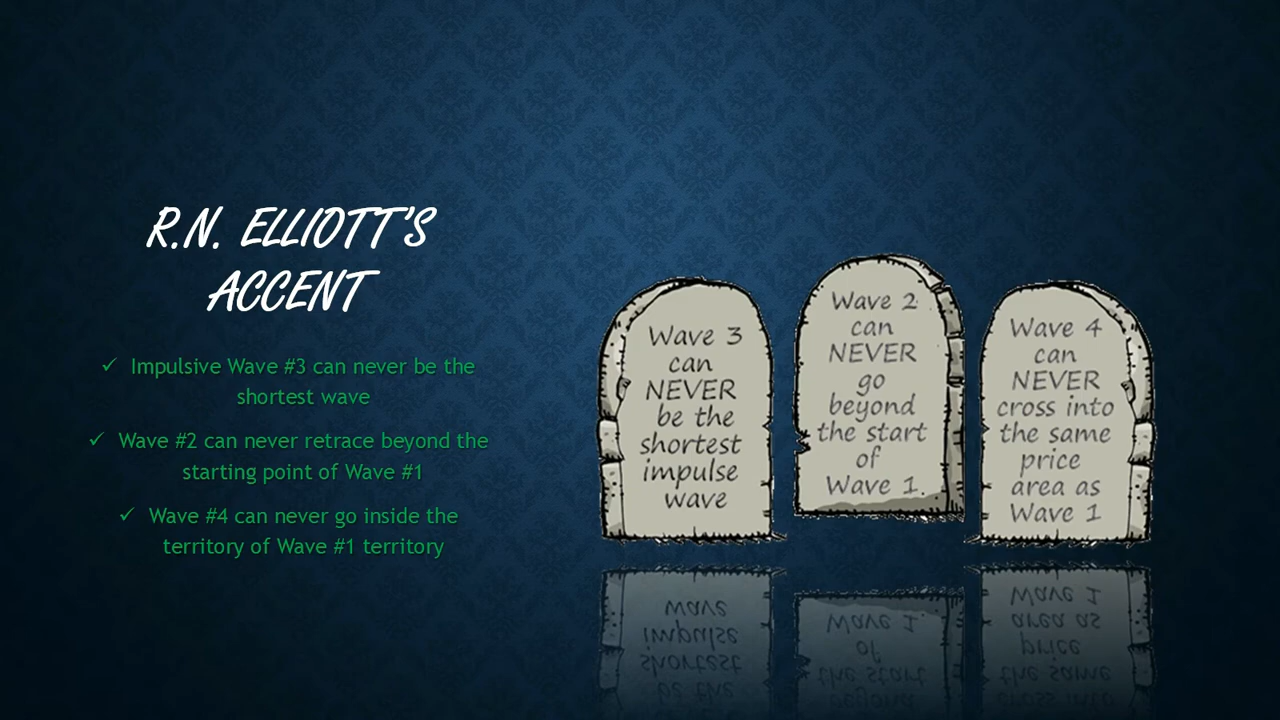 R.N. ELLIOTT'S
ACCENT
✓ Impulsive Wave #3 can never be the
shortest wave
✓ Wave #2 can never retrace beyond the
starting point of Wave #1
✓ Wave #4 can never go inside the
territory of Wave #1 territory
Wave 3
can
NEVER
be the
shortest
impulse
wave
Wave 2
can
NEVER
go
beyond
the start
of
Wave 1.
Wave 4
can
NEVER
cross into
the same
price
area as
Wave 1